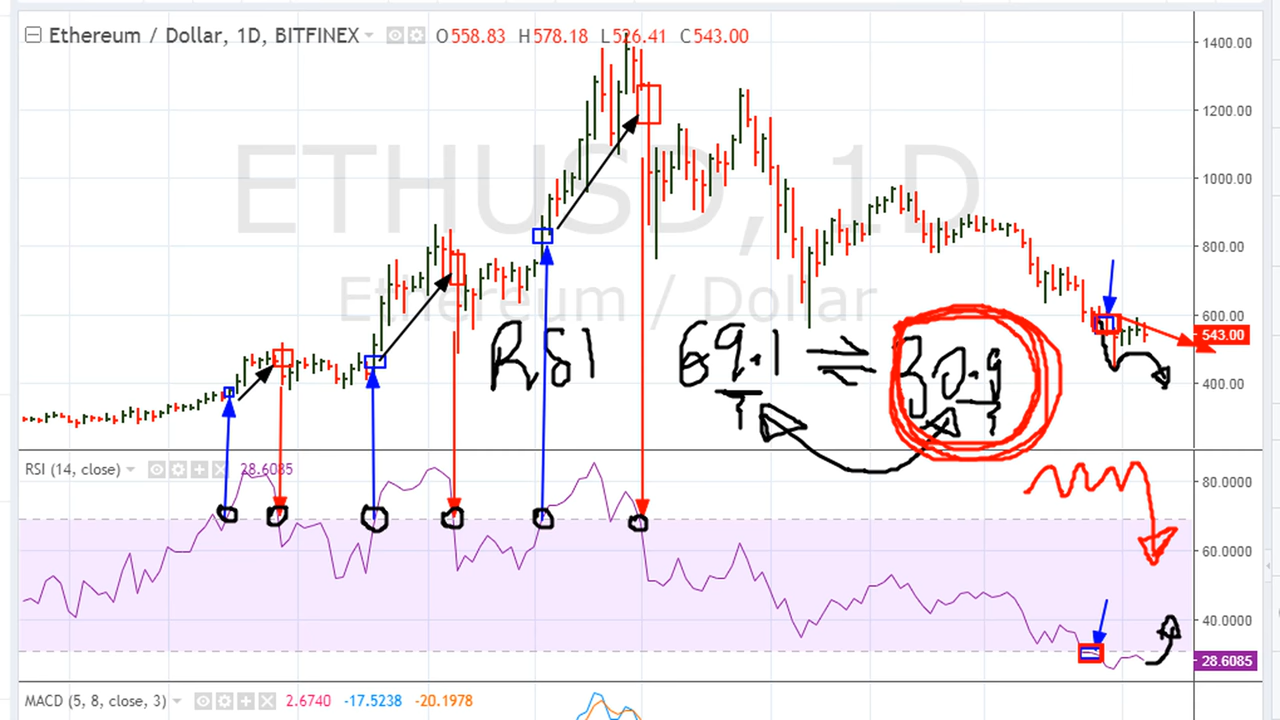 Ethereum / Dollar, 1D, BITFINEX O558.83 H578.18 L526.41 C543.00
1400.00
1200.00
ETHUSD, 1D
1000.00
800.00
Ethereum / Dollar
600.00
543.00
RSI 69.1 ⇌ 30.9
400.00
RSI (14, close) 28.6085
80.0000
60.0000
40.0000
28.6085
MACD (5, 8, close, 3) 2.6740 -17.5238 -20.1978